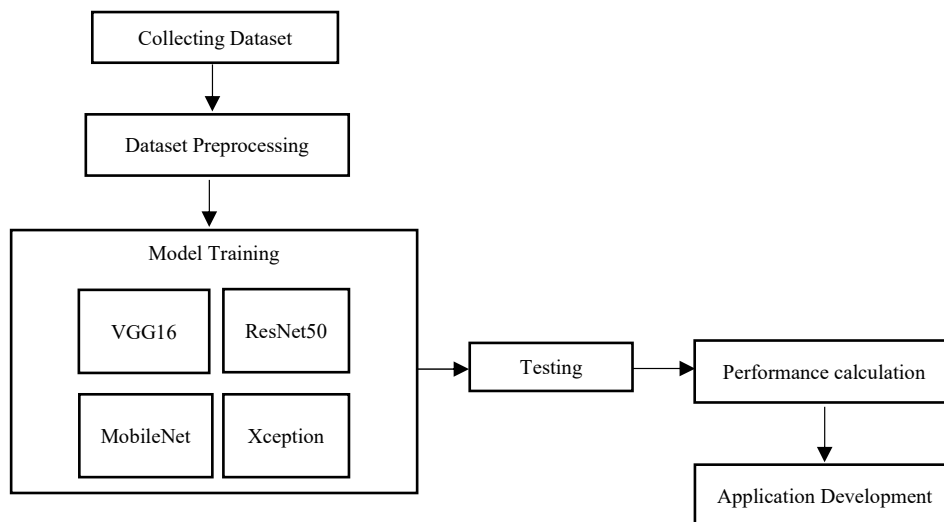 Collecting Dataset
Dataset Preprocessing
Model Training
VGG16
ResNet50
MobileNet
Xception
Testing
Performance calculation
Application Development